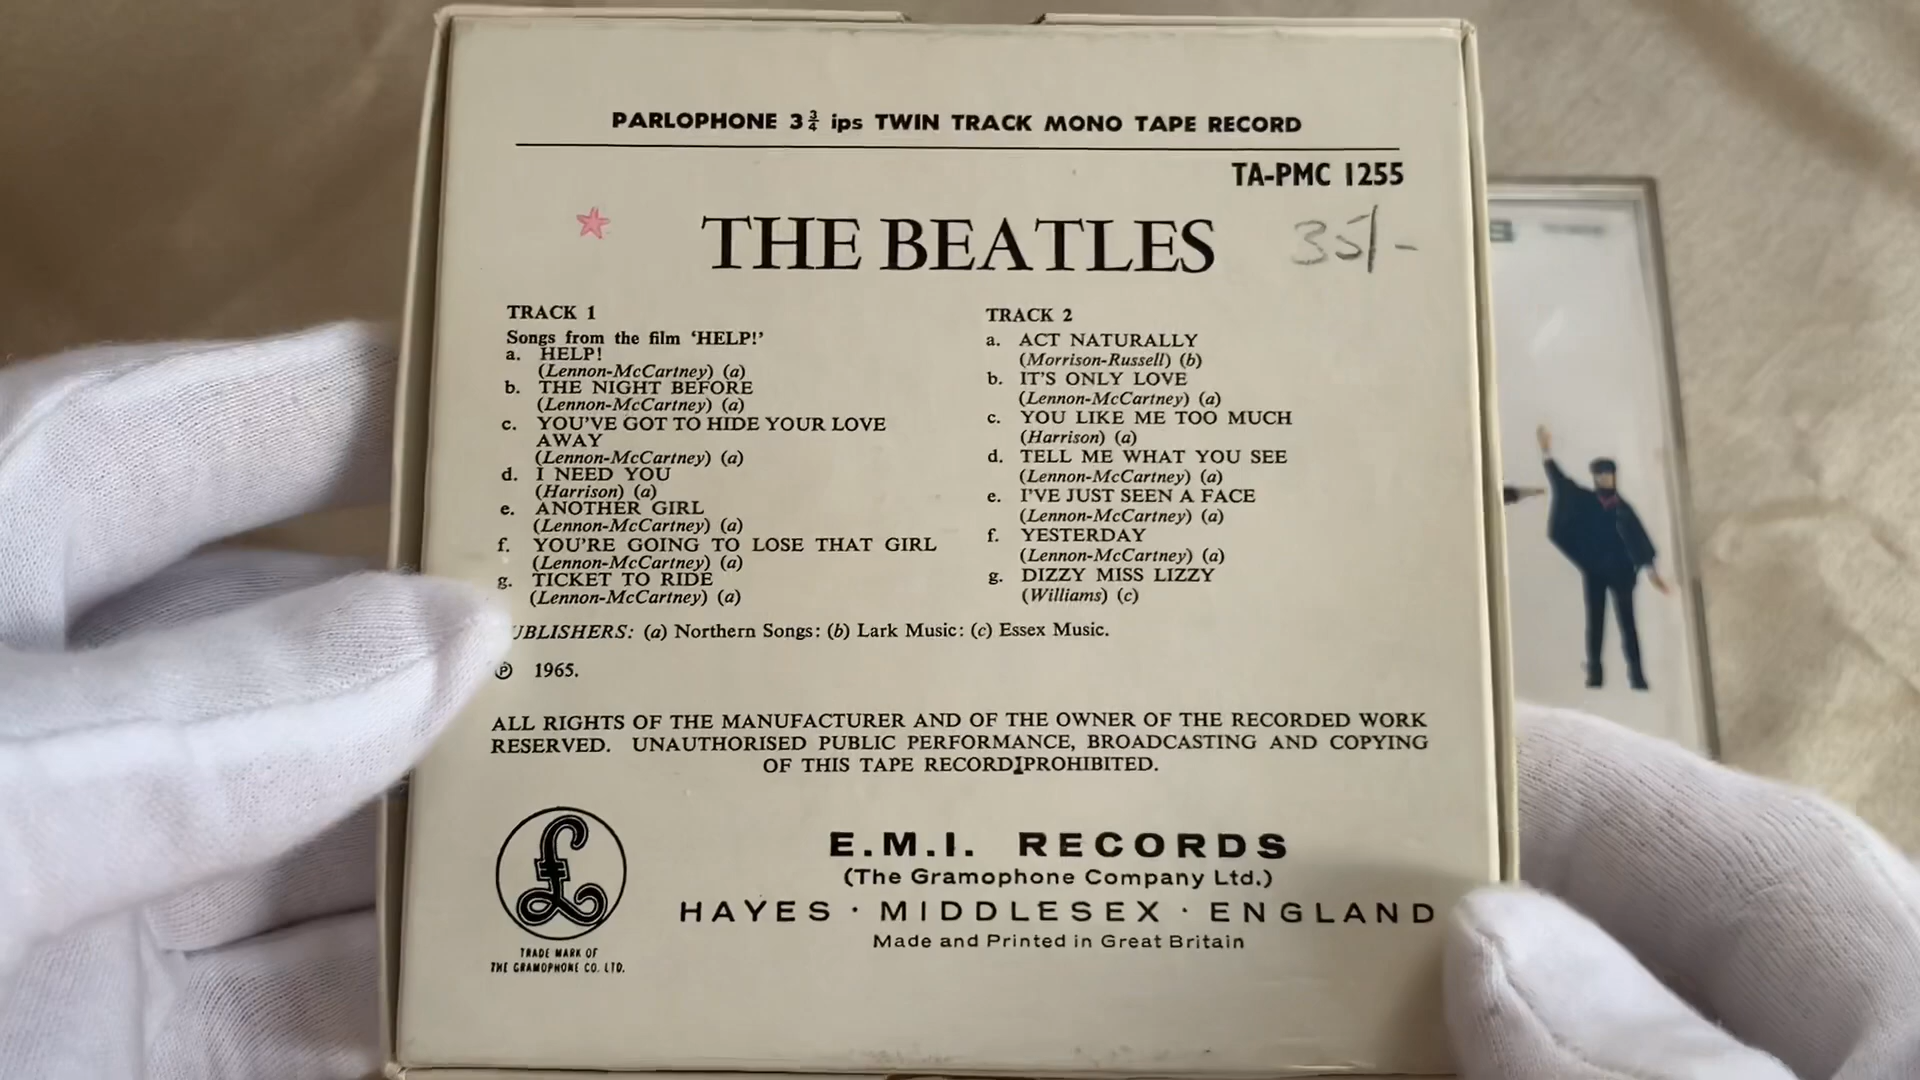 PARLOPHONE 3¾ ips TWIN TRACK MONO TAPE RECORD
TA-PMC 1255
THE BEATLES
35/-
TRACK 1
Songs from the film ‘HELP!’
a. HELP!
(Lennon-McCartney) (a)
b. THE NIGHT BEFORE
(Lennon-McCartney) (a)
c. YOU'VE GOT TO HIDE YOUR LOVE
AWAY
(Lennon-McCartney) (a)
d. I NEED YOU
(Harrison) (a)
e. ANOTHER GIRL
(Lennon-McCartney) (a)
f. YOU'RE GOING TO LOSE THAT GIRL
(Lennon-McCartney) (a)
g. TICKET TO RIDE
(Lennon-McCartney) (a)
TRACK 2
a. ACT NATURALLY
(Morrison-Russell) (b)
b. IT'S ONLY LOVE
(Lennon-McCartney) (a)
c. YOU LIKE ME TOO MUCH
(Harrison) (a)
d. TELL ME WHAT YOU SEE
(Lennon-McCartney) (a)
e. I'VE JUST SEEN A FACE
(Lennon-McCartney) (a)
f. YESTERDAY
(Lennon-McCartney) (a)
g. DIZZY MISS LIZZY
(Williams) (c)
UBLISHERS: (a) Northern Songs: (b) Lark Music: (c) Essex Music.
℗ 1965.
ALL RIGHTS OF THE MANUFACTURER AND OF THE OWNER OF THE RECORDED WORK
RESERVED. UNAUTHORISED PUBLIC PERFORMANCE, BROADCASTING AND COPYING
OF THIS TAPE RECORD PROHIBITED.
£
TRADE MARK OF
THE GRAMOPHONE CO. LTD.
E.M.I. RECORDS
(The Gramophone Company Ltd.)
HAYES · MIDDLESEX · ENGLAND
Made and Printed in Great Britain